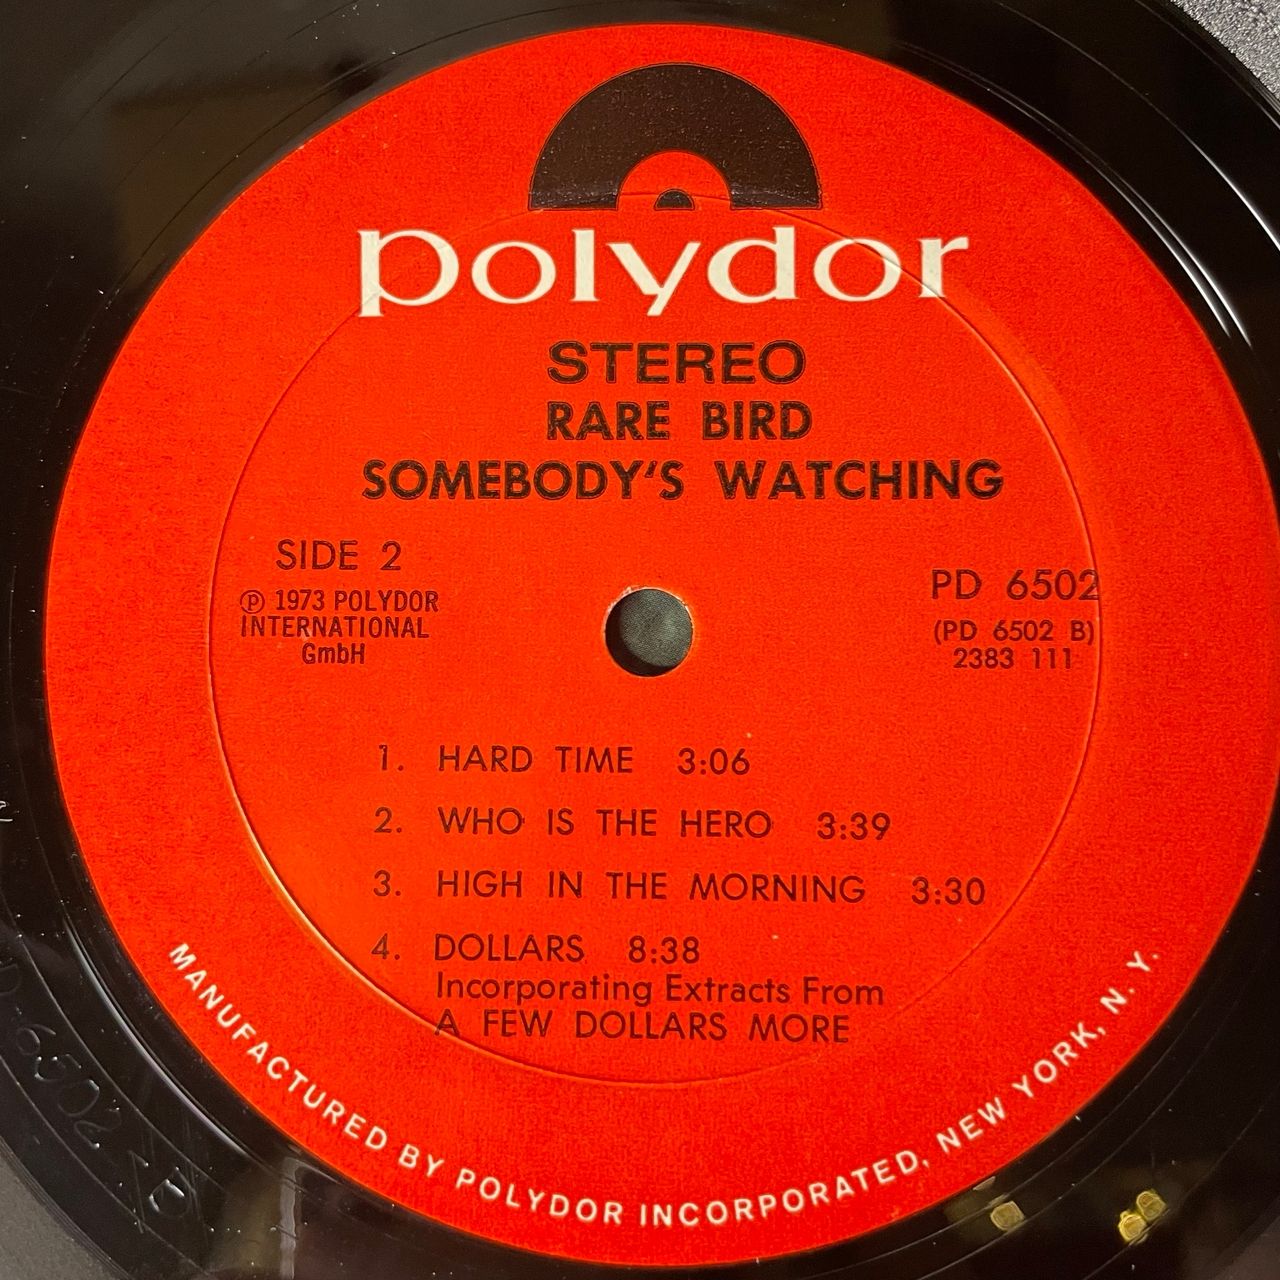 polydor
STEREO
RARE BIRD
SOMEBODY'S WATCHING
SIDE 2
℗ 1973 POLYDOR
INTERNATIONAL
GmbH
PD 6502
(PD 6502 B)
2383 111
1. HARD TIME 3:06
2. WHO IS THE HERO 3:39
3. HIGH IN THE MORNING 3:30
4. DOLLARS 8:38
Incorporating Extracts From
A FEW DOLLARS MORE
MANUFACTURED BY POLYDOR INCORPORATED, NEW YORK, N. Y.
6502